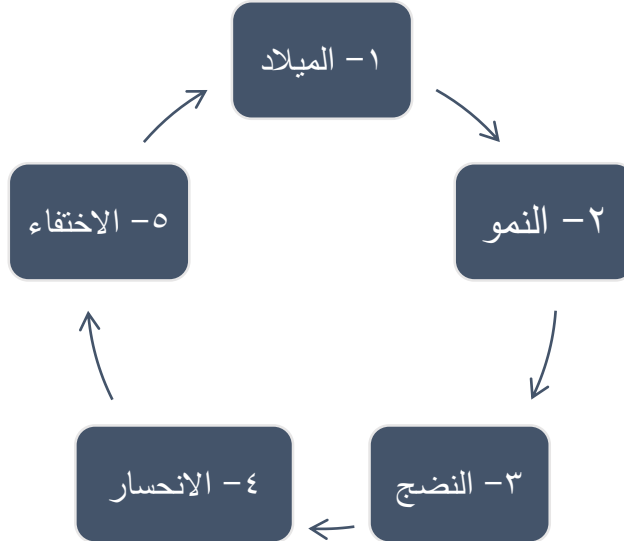 ١- الميلاد
٢- النمو
٣- النضج
٤- الانحسار
٥- الاختفاء